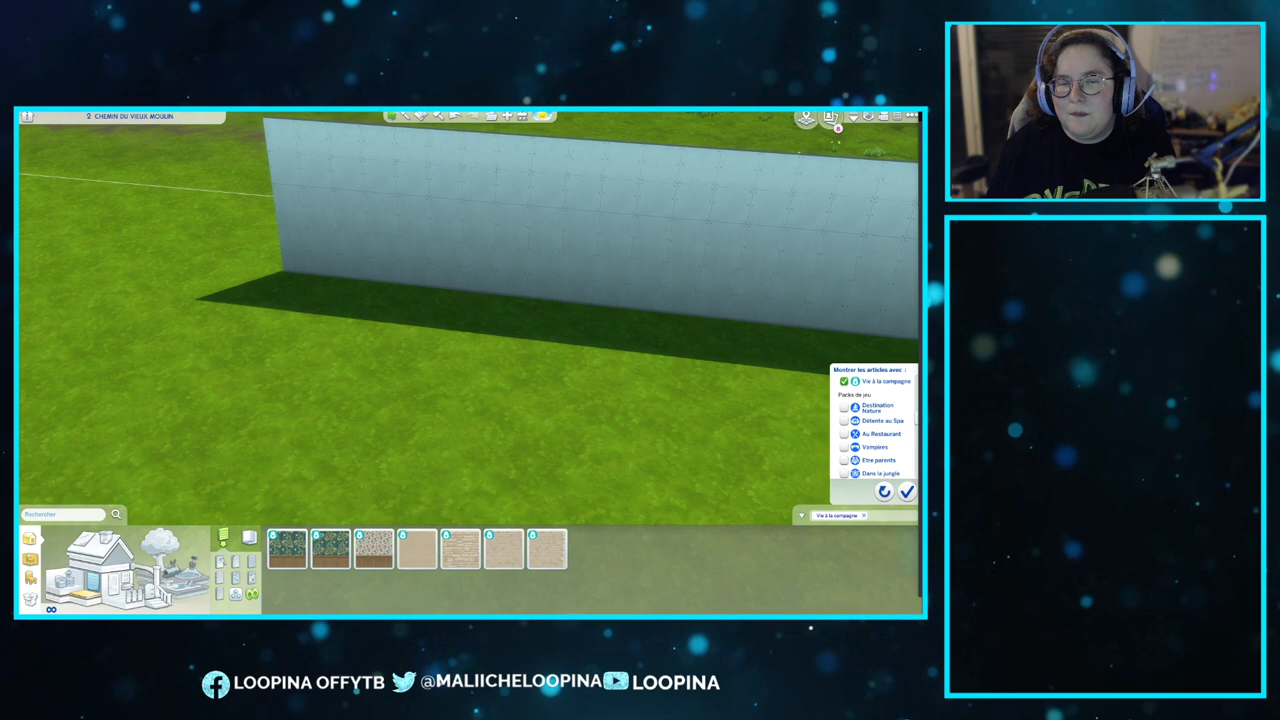 2 CHEMIN DU VIEUX MOULIN
Montrer les articles avec :
Vie à la campagne
Packs de jeu
Destination
Nature
Détente au Spa
Au Restaurant
Vampires
Etre parents
Dans la jungle
Rechercher
Vie à la campagne
LOOPINA OFFYTB
@MALIICHELOOPINA
LOOPINA